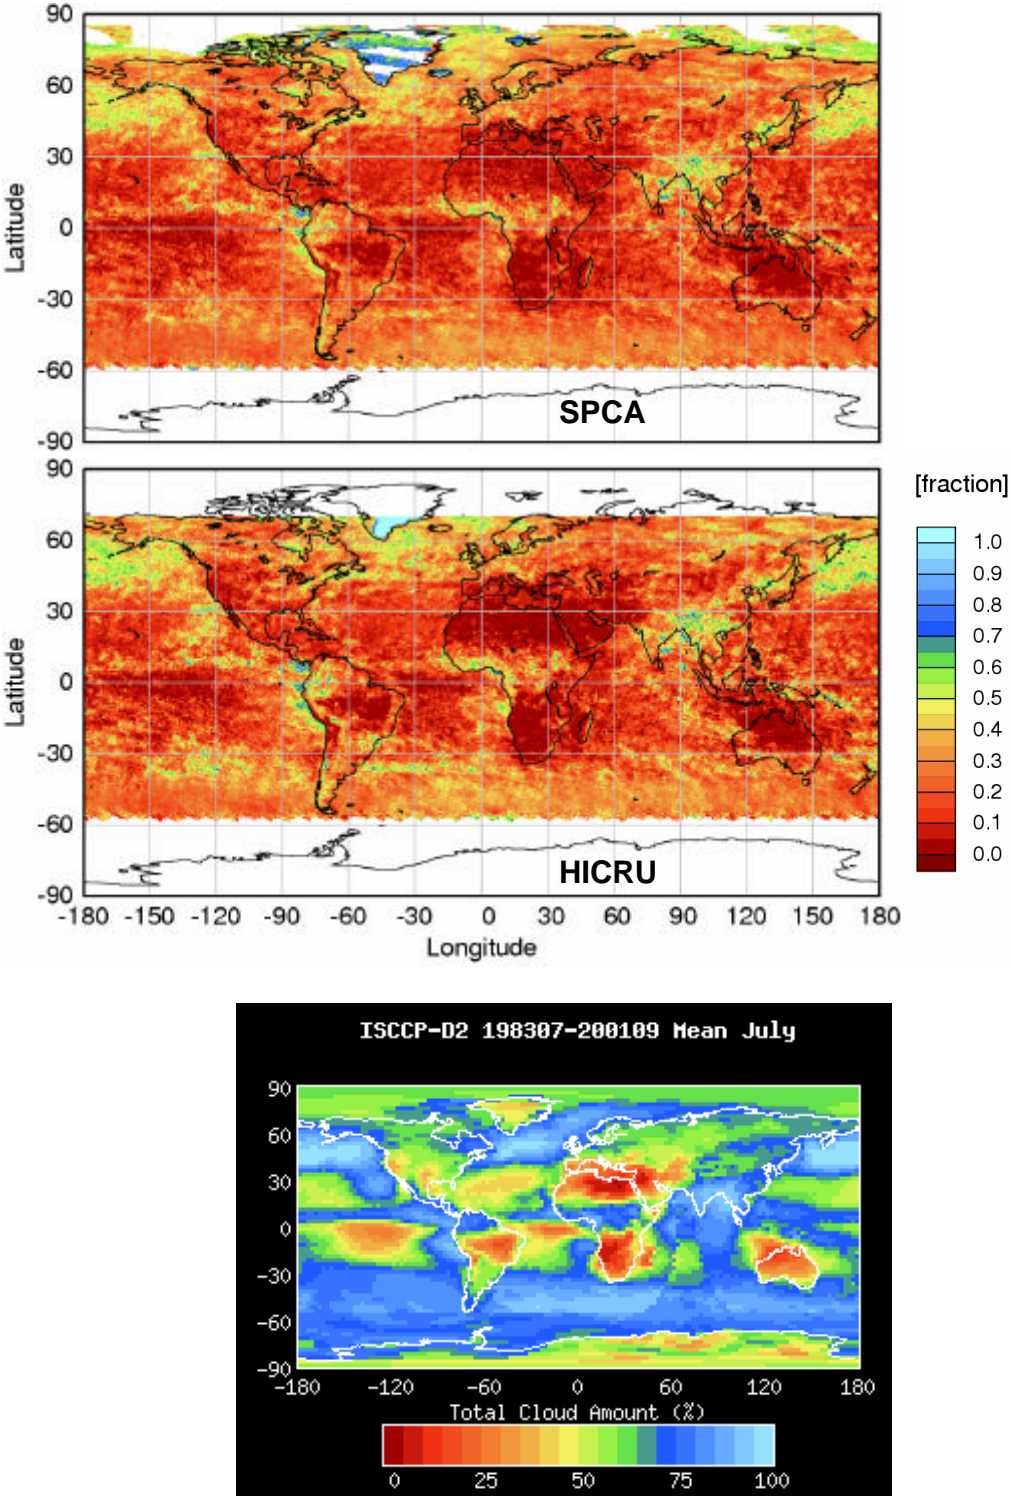 90
60
30
0
-30
-60
-90
Latitude
SPCA
90
60
30
0
-30
-60
-90
Latitude
HICRU
-180 -150 -120 -90 -60 -30 0 30 60 90 120 150 180
Longitude
[fraction]
1.0
0.9
0.8
0.7
0.6
0.5
0.4
0.3
0.2
0.1
0.0
ISCCP-D2 198307-200109 Mean July
90
60
30
0
-30
-60
-90
-180 -120 -60 0 60 120 180
Total Cloud Amount (%)
0 25 50 75 100